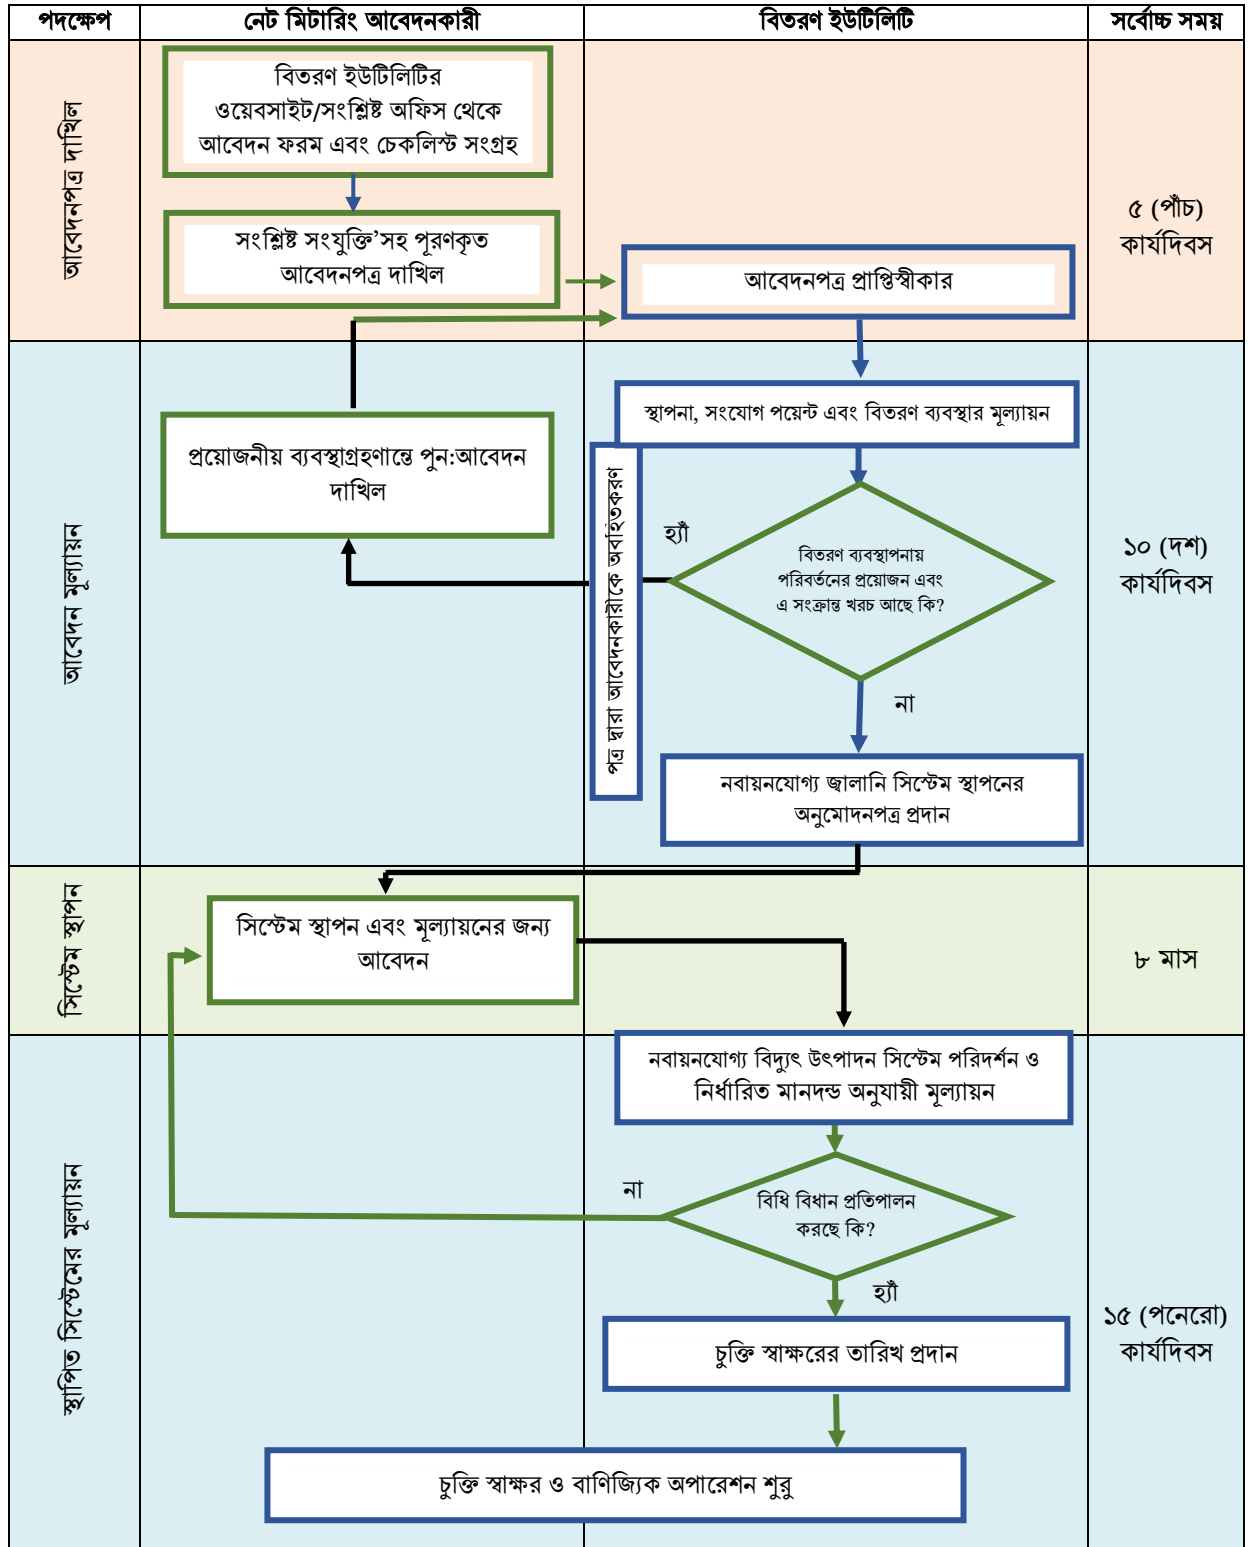 পদক্ষেপ
নেট মিটারিং আবেদনকারী
বিতরণ ইউটিলিটি
সর্বোচ্চ সময়
আবেদনপত্র দাখিল
বিতরণ ইউটিলিটির
ওয়েবসাইট/সংশ্লিষ্ট অফিস থেকে
আবেদন ফরম এবং চেকলিস্ট সংগ্রহ
সংশ্লিষ্ট সংযুক্তি’সহ পূরণকৃত
আবেদনপত্র দাখিল
আবেদনপত্র প্রাপ্তিস্বীকার
৫ (পাঁচ)
কার্যদিবস
আবেদন মূল্যায়ন
স্থাপনা, সংযোগ পয়েন্ট এবং বিতরণ ব্যবস্থার মূল্যায়ন
প্রয়োজনীয় ব্যবস্থাগ্রহণান্তে পুন:আবেদন
দাখিল
পত্র দ্বারা আবেদনকারীকে অবহিতকরণ
হ্যাঁ
বিতরণ ব্যবস্থাপনায়
পরিবর্তনের প্রয়োজন এবং
এ সংক্রান্ত খরচ আছে কি?
না
নবায়নযোগ্য জ্বালানি সিস্টেম স্থাপনের
অনুমোদনপত্র প্রদান
১০ (দশ)
কার্যদিবস
সিস্টেম স্থাপন
সিস্টেম স্থাপন এবং মূল্যায়নের জন্য
আবেদন
৮ মাস
স্থাপিত সিস্টেমের মূল্যায়ন
নবায়নযোগ্য বিদ্যুৎ উৎপাদন সিস্টেম পরিদর্শন ও
নির্ধারিত মানদন্ড অনুযায়ী মূল্যায়ন
না
বিধি বিধান প্রতিপালন
করছে কি?
হ্যাঁ
চুক্তি স্বাক্ষরের তারিখ প্রদান
১৫ (পনেরো)
কার্যদিবস
চুক্তি স্বাক্ষর ও বাণিজ্যিক অপারেশন শুরু